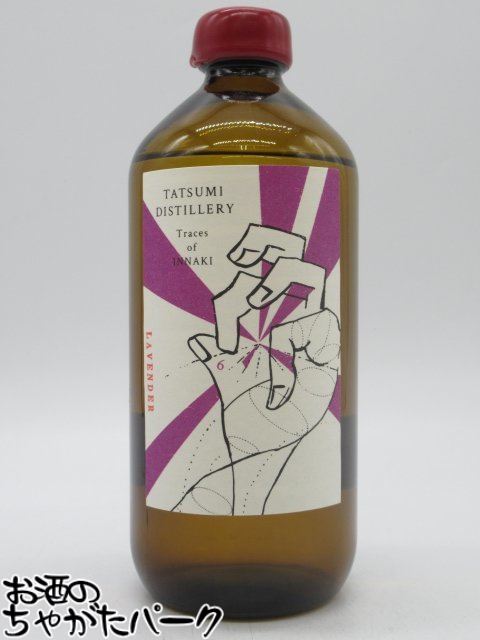 TATSUMI
DISTILLERY
Traces
of
INNAKI
LAVENDER
6
お酒の
ちゃがたパーク